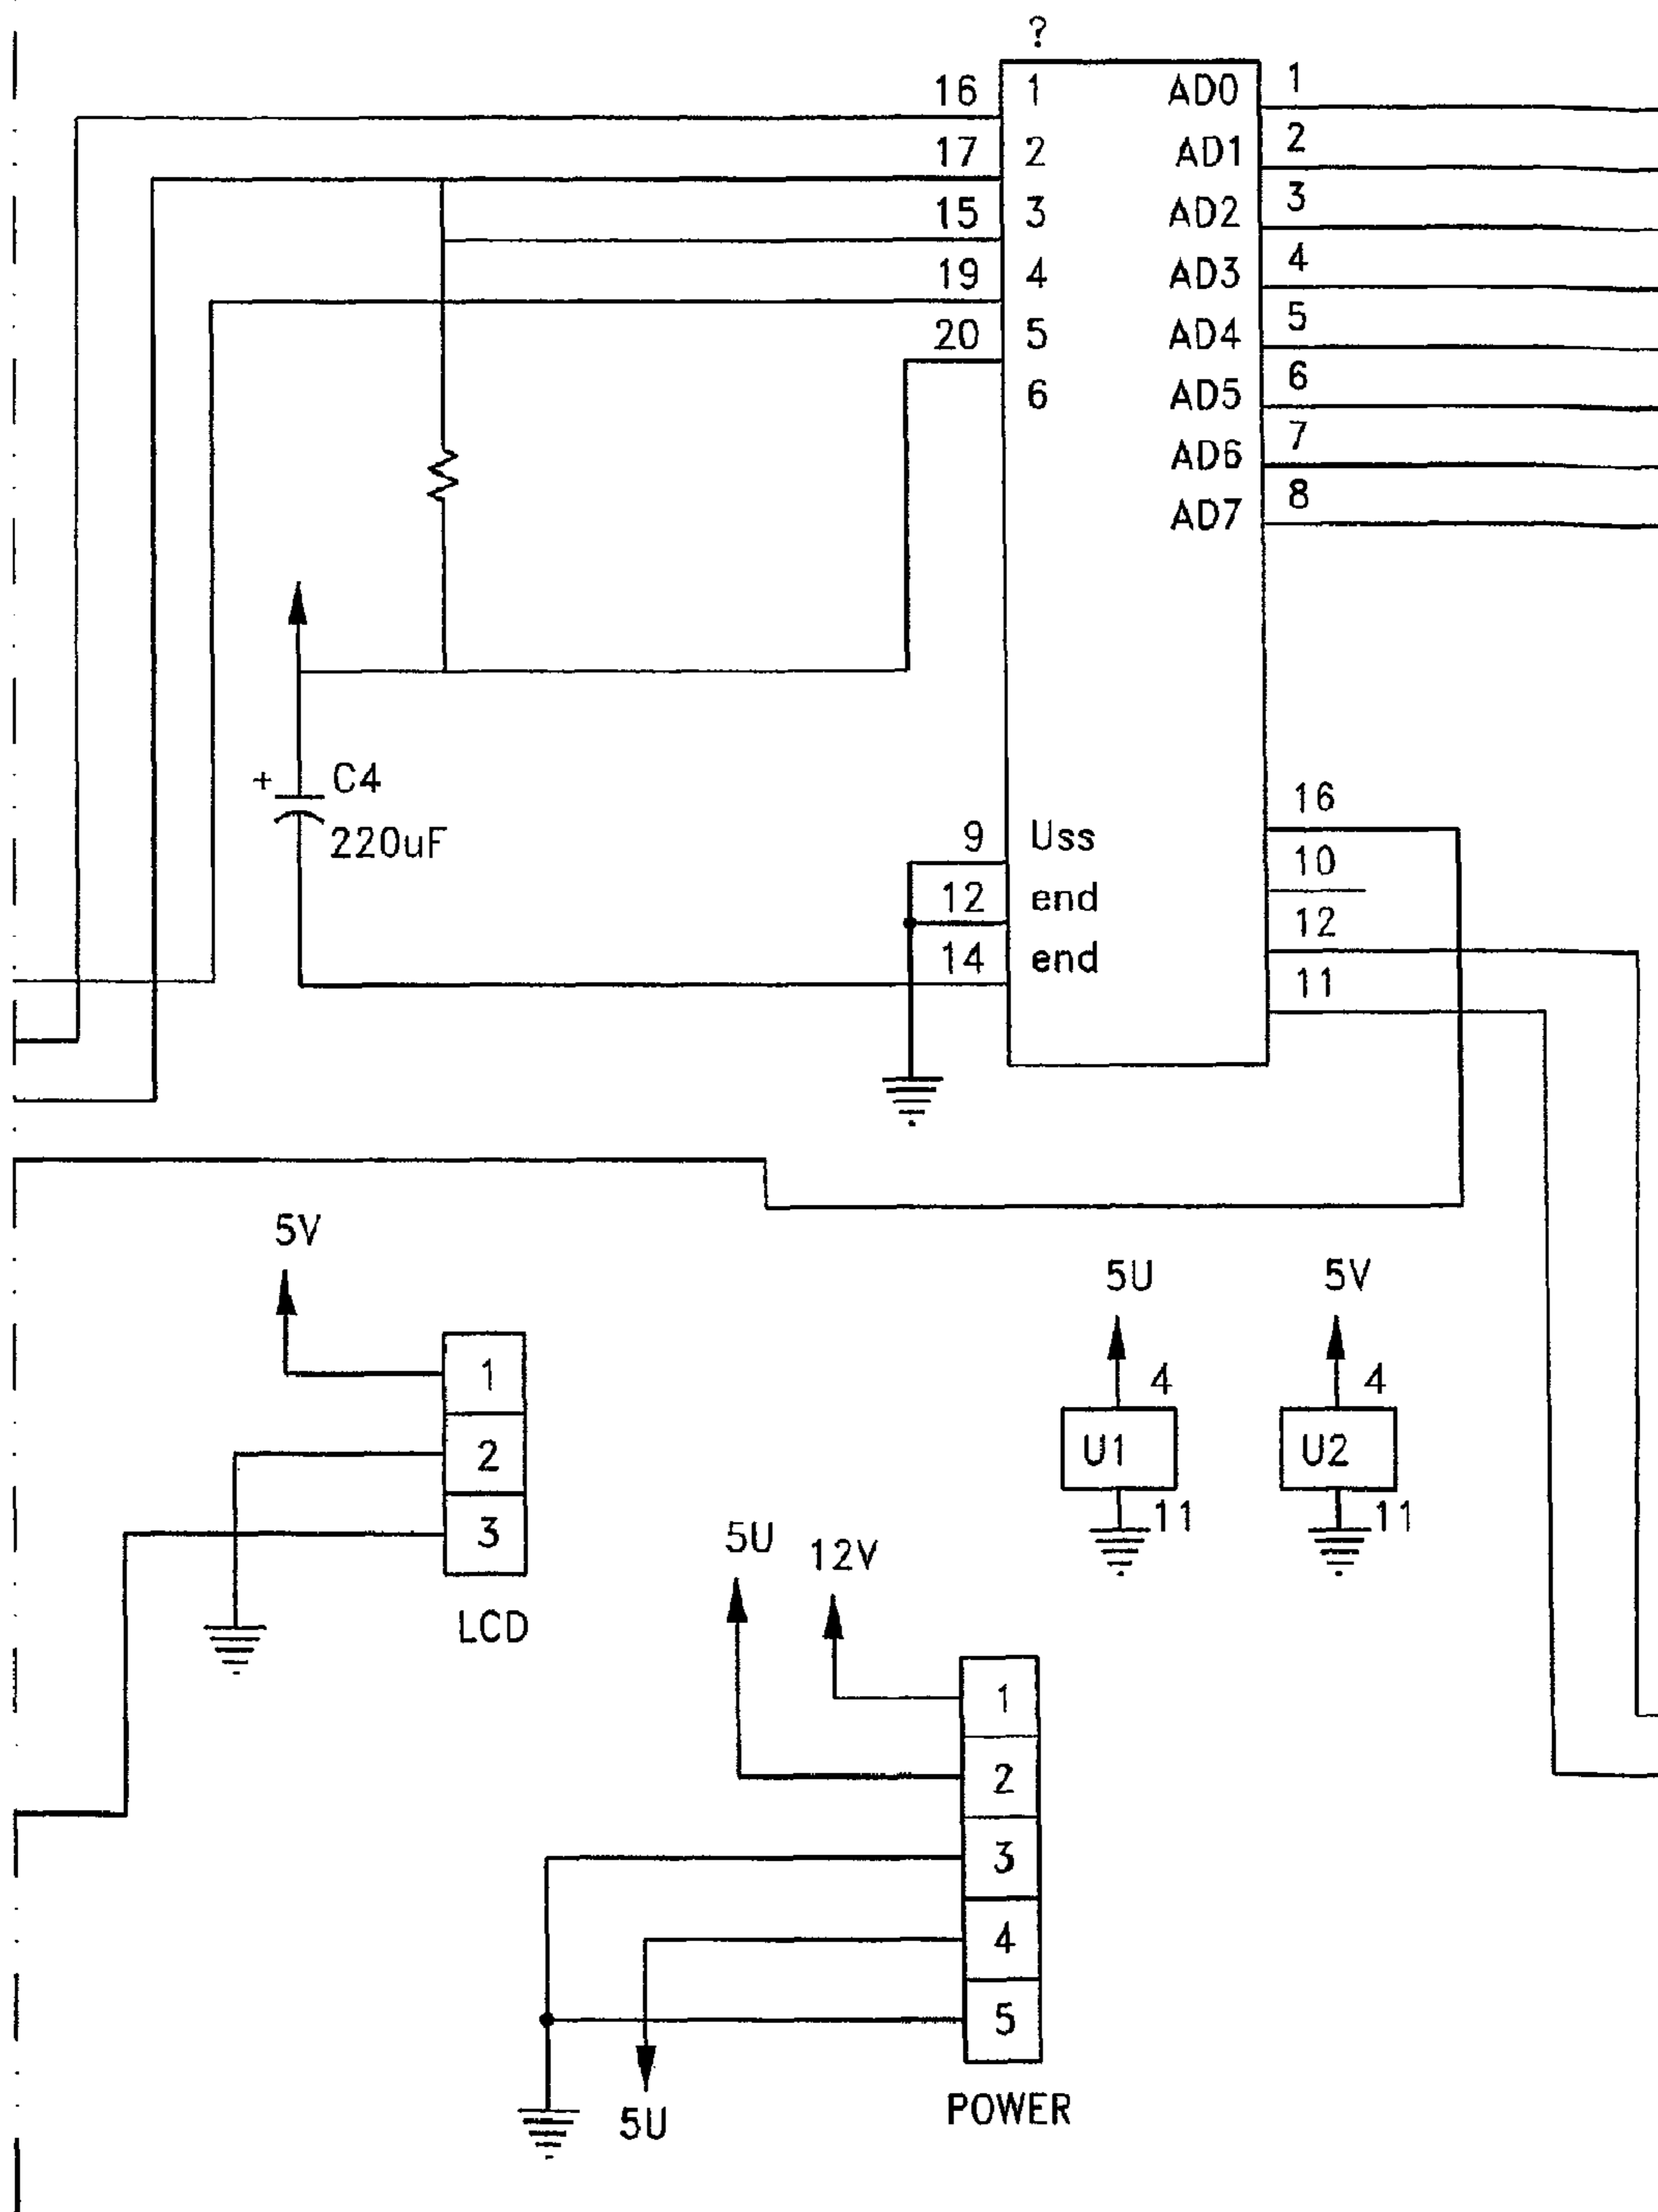 ?
16 1 AD0 1
17 2 AD1 2
15 3 AD2 3
19 4 AD3 4
20 5 AD4 5
6 AD5 6
AD6 7
AD7 8
+ C4
220uF
16
9 Uss
10
12 end
12
14 end
11
5V
1
2
3
LCD
5U
4
U1
11
5V
4
U2
11
5U
12V
1
2
3
4
5
5U
POWER